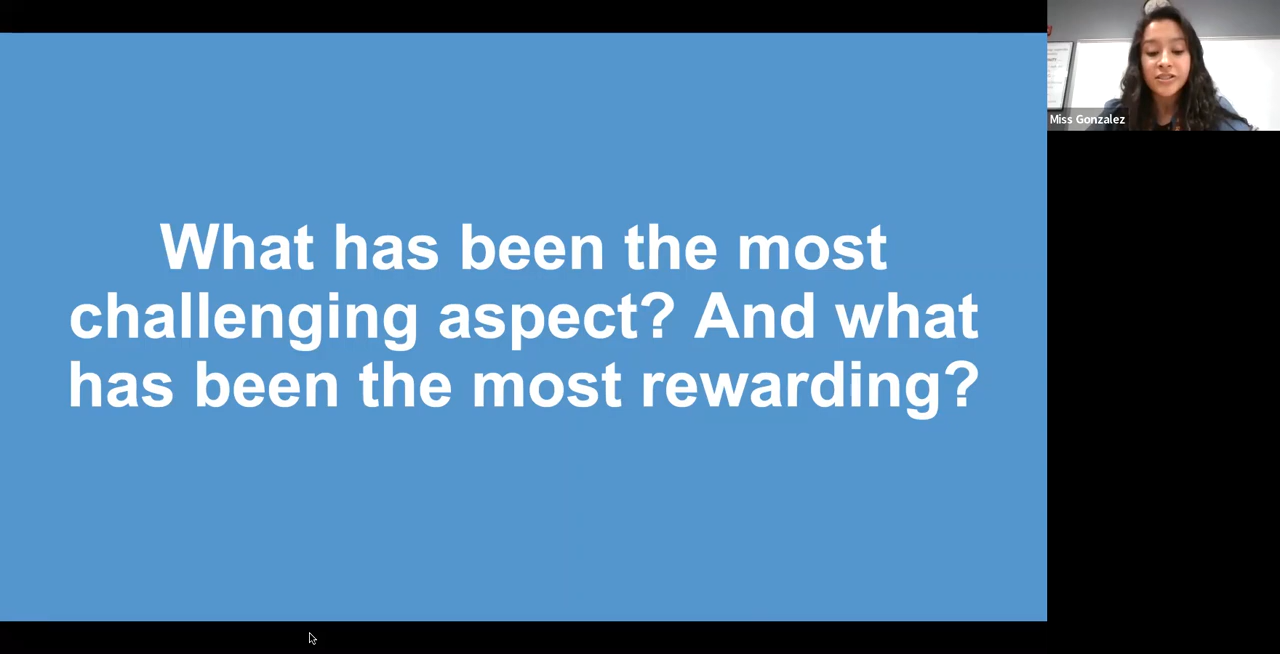 What has been the most
challenging aspect? And what
has been the most rewarding?
Miss Gonzalez